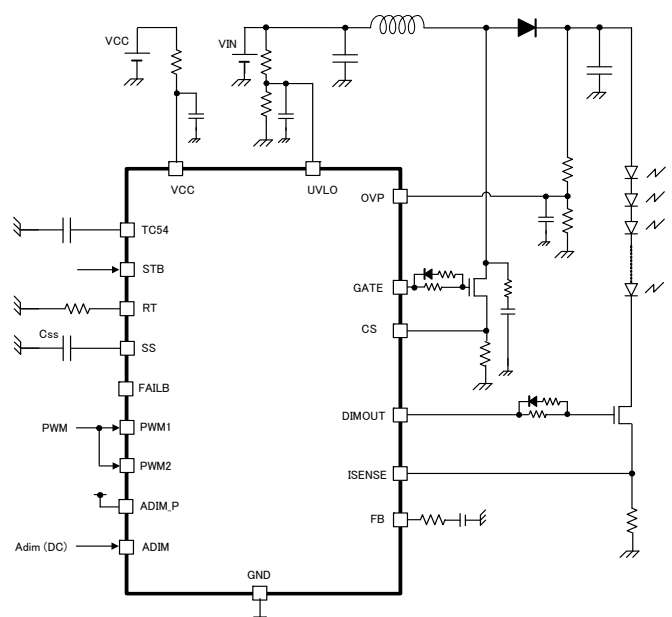 VCC
VIN
VCC
UVLO
OVP
TC54
STB
RT
GATE
Css
SS
CS
FAILB
PWM
PWM1
DIMOUT
PWM2
ISENSE
ADIM_P
FB
Adim (DC)
ADIM
GND